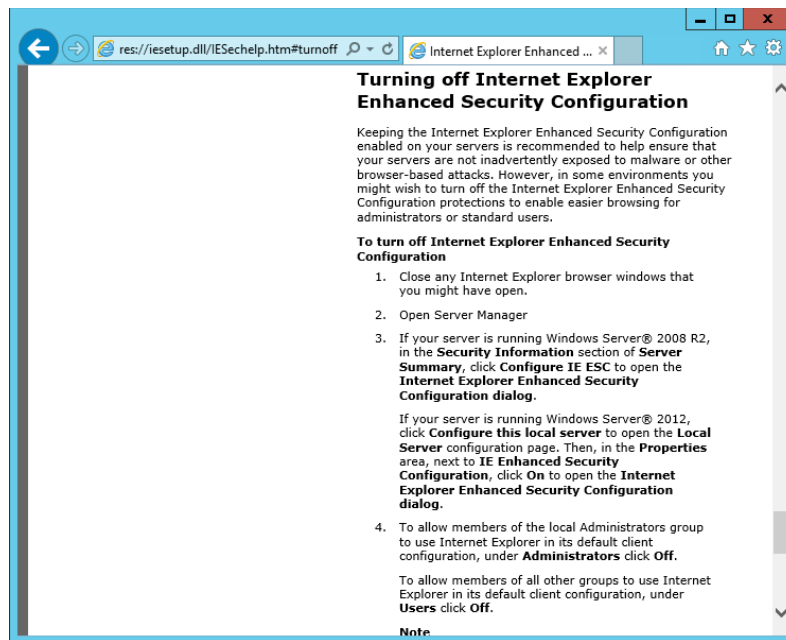 res://iesetup.dll/IESechelp.htm#turnoff
Internet Explorer Enhanced ...
Turning off Internet Explorer
Enhanced Security Configuration
Keeping the Internet Explorer Enhanced Security Configuration
enabled on your servers is recommended to help ensure that
your servers are not inadvertently exposed to malware or other
browser-based attacks. However, in some environments you
might wish to turn off the Internet Explorer Enhanced Security
Configuration protections to enable easier browsing for
administrators or standard users.
To turn off Internet Explorer Enhanced Security
Configuration
1. Close any Internet Explorer browser windows that
you might have open.
2. Open Server Manager
3. If your server is running Windows Server® 2008 R2,
in the Security Information section of Server
Summary, click Configure IE ESC to open the
Internet Explorer Enhanced Security
Configuration dialog.
If your server is running Windows Server® 2012,
click Configure this local server to open the Local
Server configuration page. Then, in the Properties
area, next to IE Enhanced Security
Configuration, click On to open the Internet
Explorer Enhanced Security Configuration
dialog.
4. To allow members of the local Administrators group
to use Internet Explorer in its default client
configuration, under Administrators click Off.
To allow members of all other groups to use Internet
Explorer in its default client configuration, under
Users click Off.
Note